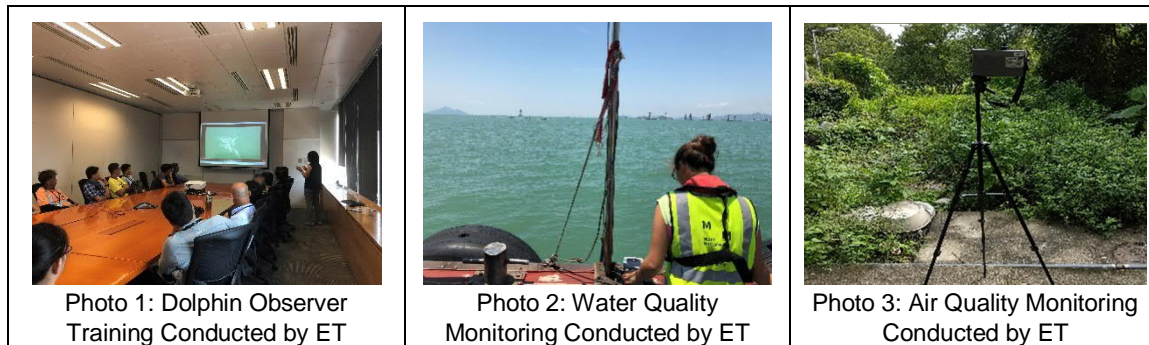 Photo 1: Dolphin Observer
Training Conducted by ET
Photo 2: Water Quality
Monitoring Conducted by ET
Photo 3: Air Quality Monitoring
Conducted by ET
M